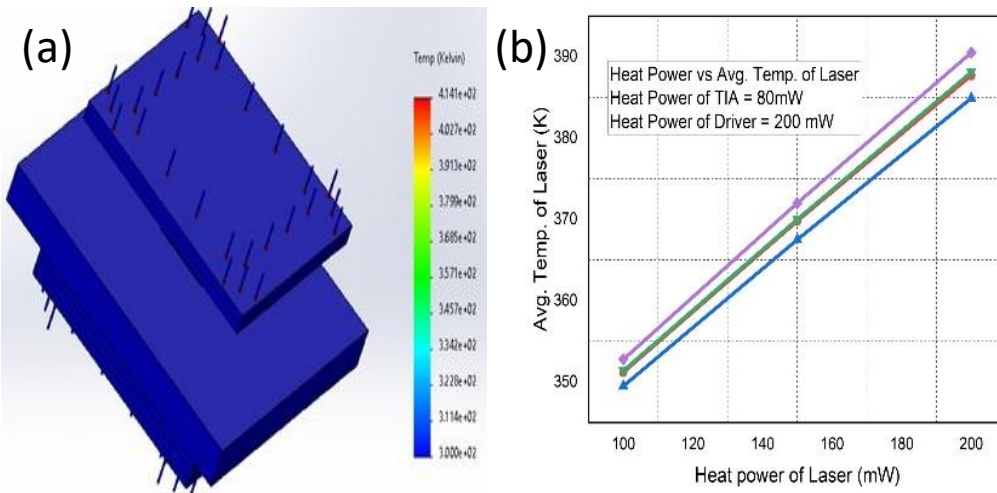 (a)
Temp (Kelvin)
4.141e+02
4.027e+02
3.913e+02
3.799e+02
3.685e+02
3.571e+02
3.457e+02
3.342e+02
3.228e+02
3.114e+02
3.000e+02
(b)
Heat Power vs Avg. Temp. of Laser
Heat Power of TIA = 80mW
Heat Power of Driver = 200 mW
Avg. Temp. of Laser (K)
390
380
370
360
350
100 120 140 160 180 200
Heat power of Laser (mW)